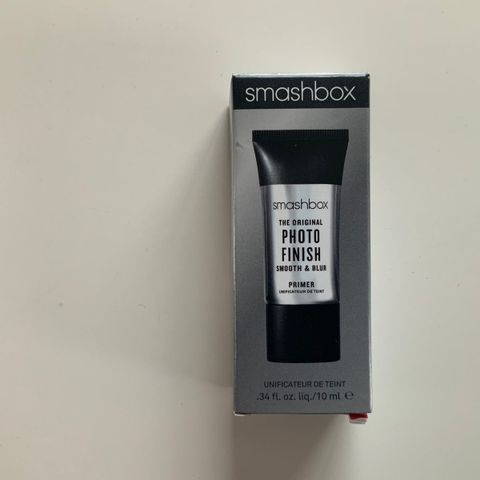 smashbox
smashbox
THE ORIGINAL
PHOTO
FINISH
SMOOTH & BLUR
PRIMER
UNIFICATEUR DE TEINT
UNIFICATEUR DE TEINT
.34 fl. oz. liq./10 ml ℮